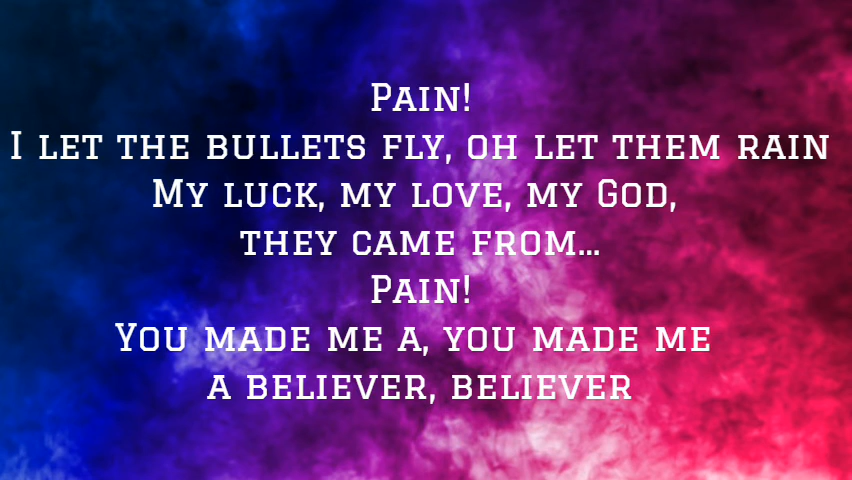 Pain!
I let the bullets fly, oh let them rain
My luck, my love, my God,
they came from...
Pain!
You made me a, you made me
a believer, believer